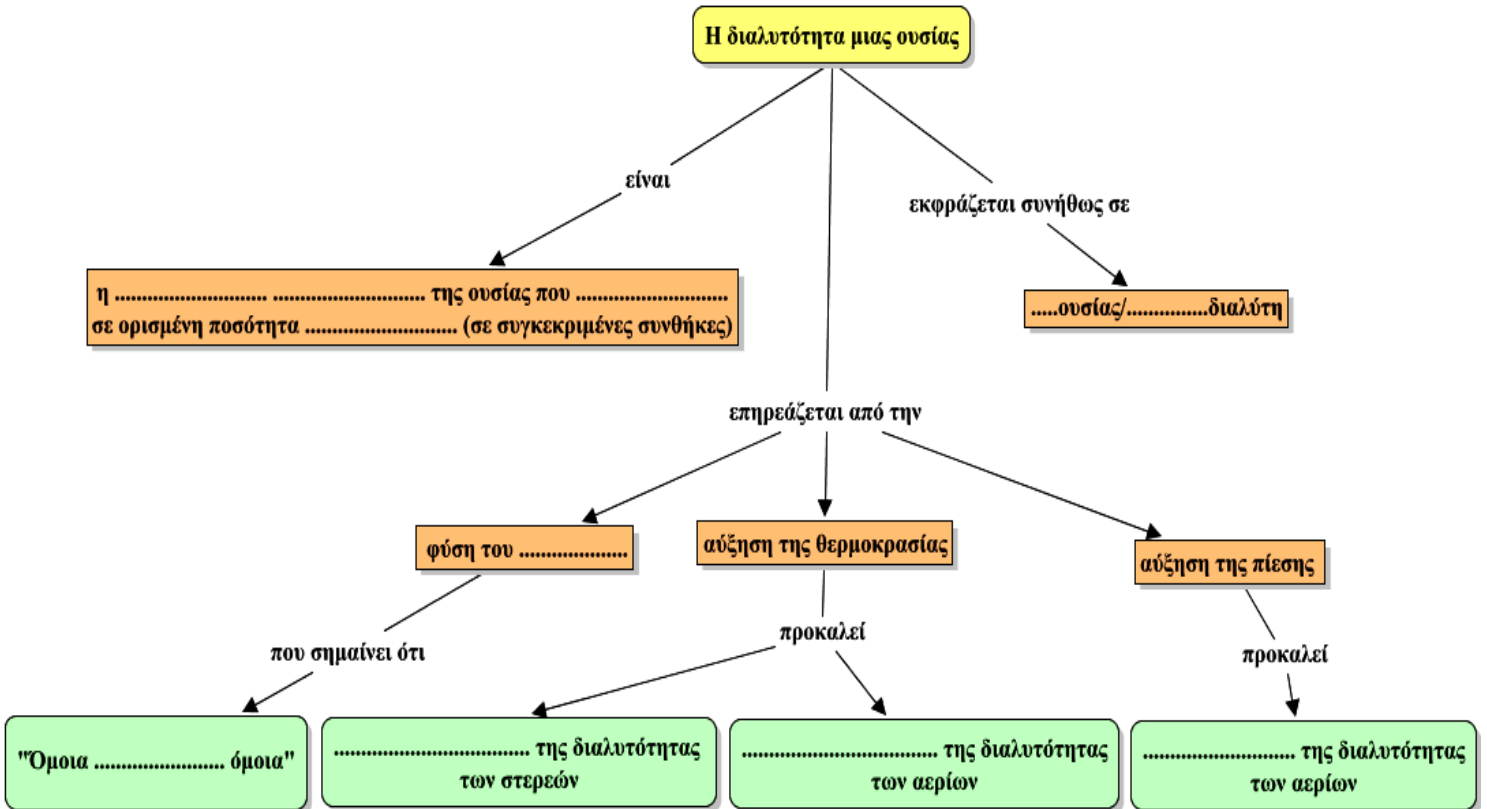 Η διαλυτότητα μιας ουσίας
είναι
εκφράζεται συνήθως σε
η ............................ ............................ της ουσίας που ............................
σε ορισμένη ποσότητα ............................ (σε συγκεκριμένες συνθήκες)
.....ουσίας/...............διαλύτη
επηρεάζεται από την
φύση του ....................
αύξηση της θερμοκρασίας
αύξηση της πίεσης
που σημαίνει ότι
προκαλεί
προκαλεί
"Όμοια ........................ όμοια"
.................................... της διαλυτότητας
των στερεών
.................................... της διαλυτότητας
των αερίων
............................ της διαλυτότητας
των αερίων